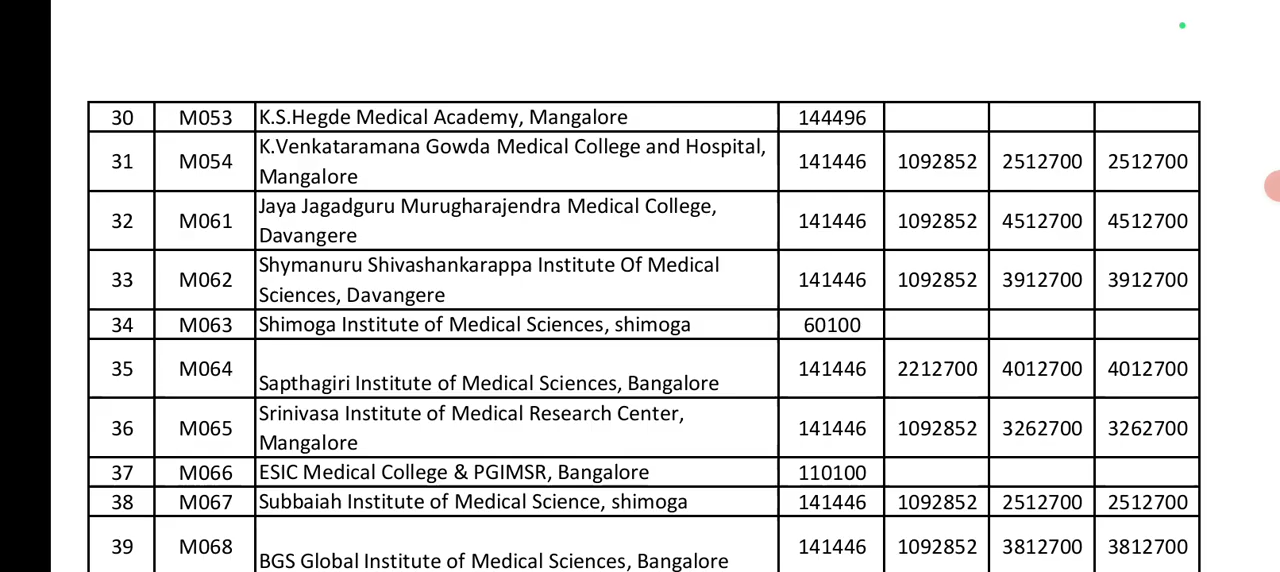 30 M053 K.S.Hegde Medical Academy, Mangalore 144496
31 M054 K.Venkataramana Gowda Medical College and Hospital, Mangalore 141446 1092852 2512700 2512700
32 M061 Jaya Jagadguru Murugharajendra Medical College, Davangere 141446 1092852 4512700 4512700
33 M062 Shymanuru Shivashankarappa Institute Of Medical Sciences, Davangere 141446 1092852 3912700 3912700
34 M063 Shimoga Institute of Medical Sciences, shimoga 60100
35 M064 Sapthagiri Institute of Medical Sciences, Bangalore 141446 2212700 4012700 4012700
36 M065 Srinivasa Institute of Medical Research Center, Mangalore 141446 1092852 3262700 3262700
37 M066 ESIC Medical College & PGIMSR, Bangalore 110100
38 M067 Subbaiah Institute of Medical Science, shimoga 141446 1092852 2512700 2512700
39 M068 BGS Global Institute of Medical Sciences, Bangalore 141446 1092852 3812700 3812700